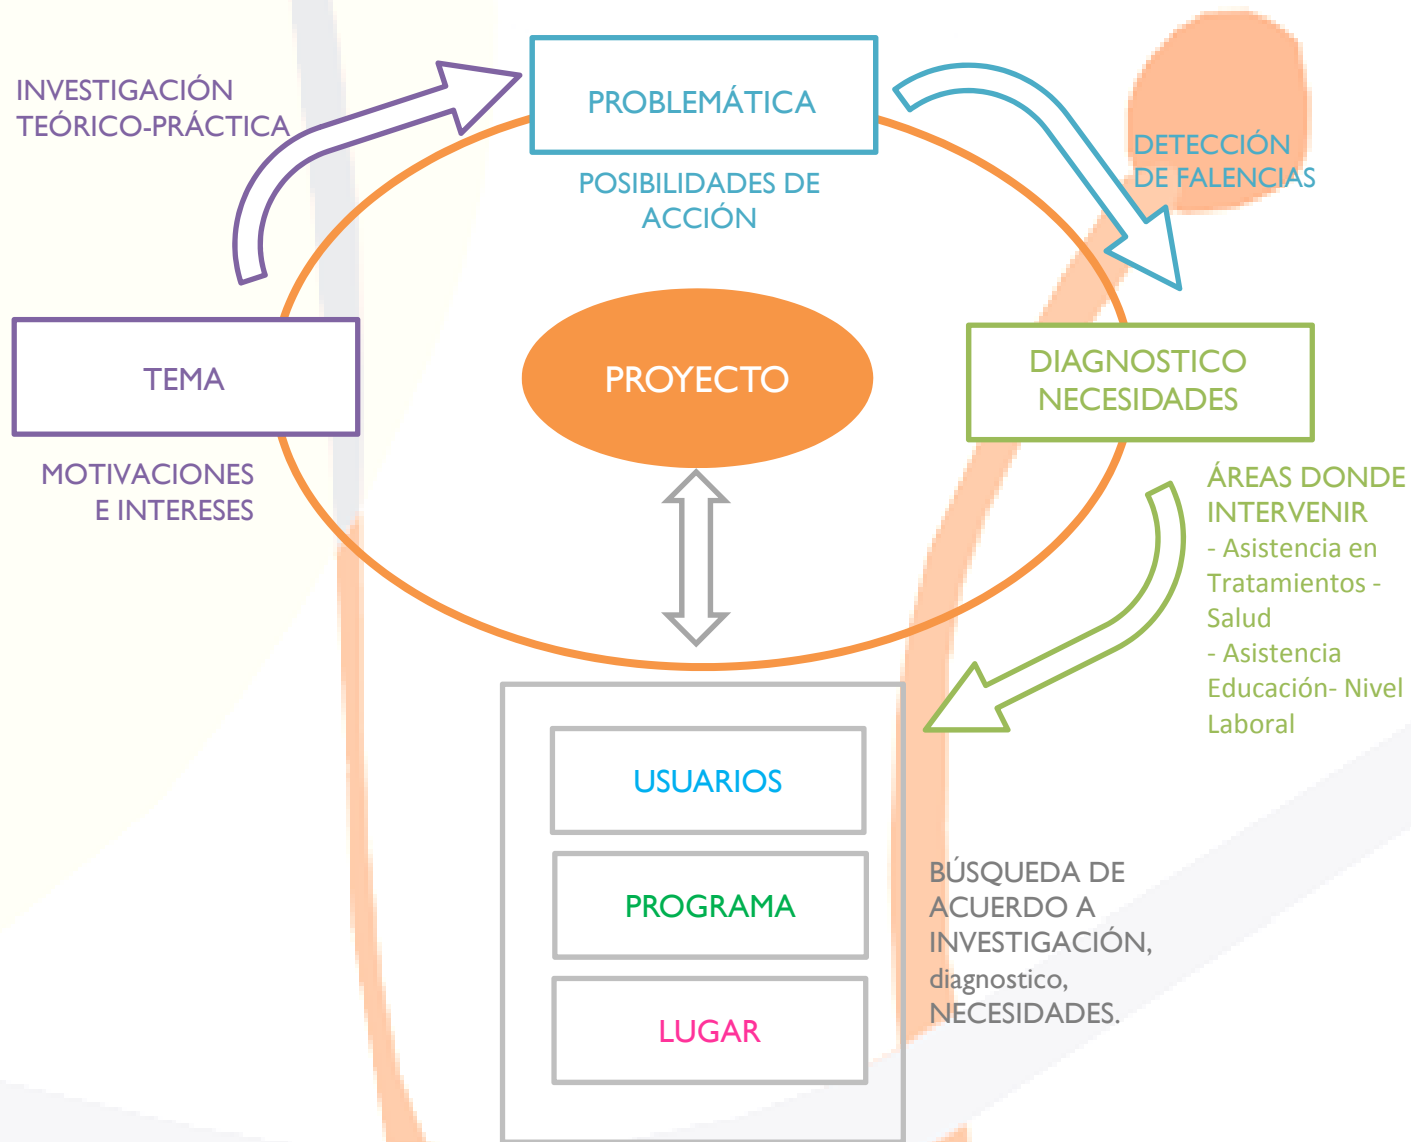 INVESTIGACIÓN
TEÓRICO-PRÁCTICA
PROBLEMÁTICA
POSIBILIDADES DE
ACCIÓN
DETECCIÓN
DE FALENCIAS
TEMA
MOTIVACIONES
E INTERESES
PROYECTO
DIAGNOSTICO
NECESIDADES
ÁREAS DONDE
INTERVENIR
- Asistencia en
Tratamientos -
Salud
- Asistencia
Educación- Nivel
Laboral
USUARIOS
PROGRAMA
LUGAR
BÚSQUEDA DE
ACUERDO A
INVESTIGACIÓN,
diagnostico,
NECESIDADES.